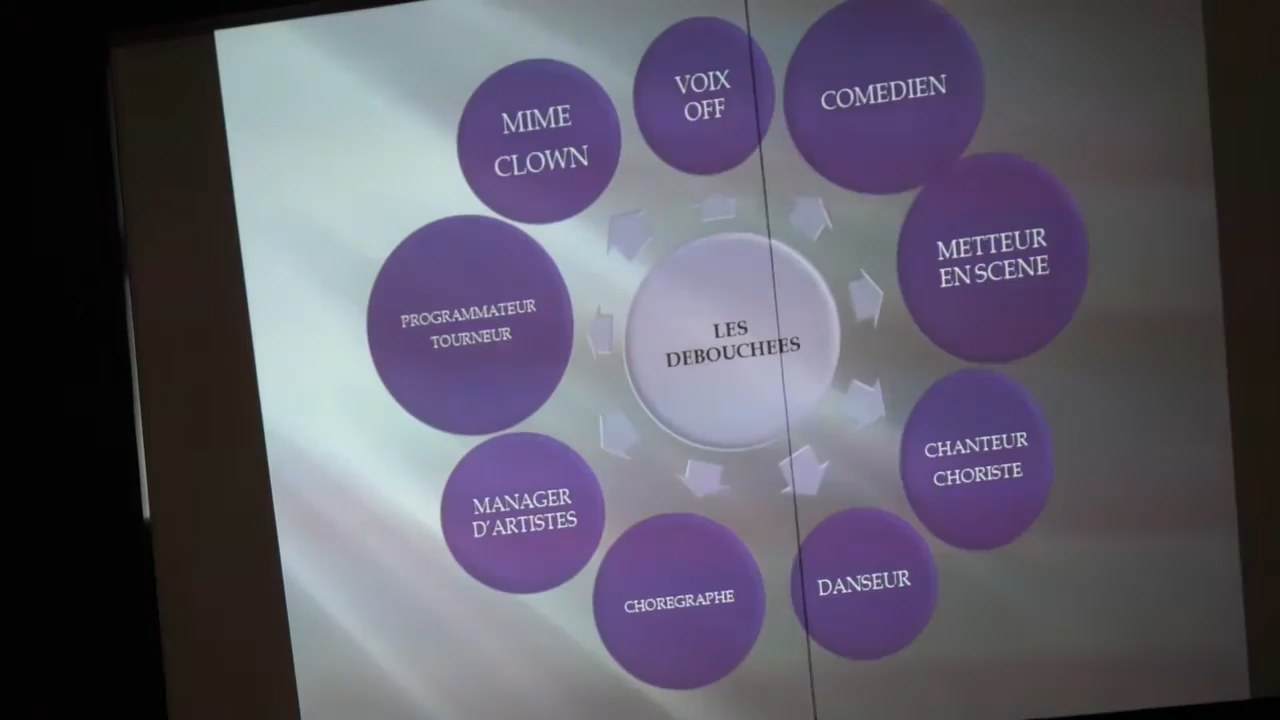 VOIX
OFF
COMEDIEN
METTEUR
EN SCENE
CHANTEUR
CHORISTE
DANSEUR
CHOREGRAPHE
MANAGER
D'ARTISTES
PROGRAMMATEUR
TOURNEUR
MIME
CLOWN
LES
DEBOUCHEES